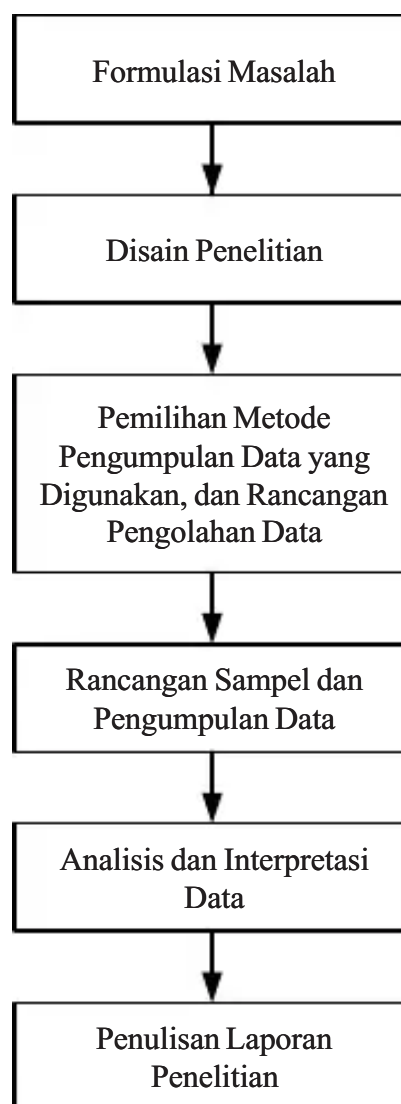 Formulasi Masalah
Disain Penelitian
Pemilihan Metode
Pengumpulan Data yang
Digunakan, dan Rancangan
Pengolahan Data
Rancangan Sampel dan
Pengumpulan Data
Analisis dan Interpretasi
Data
Penulisan Laporan
Penelitian